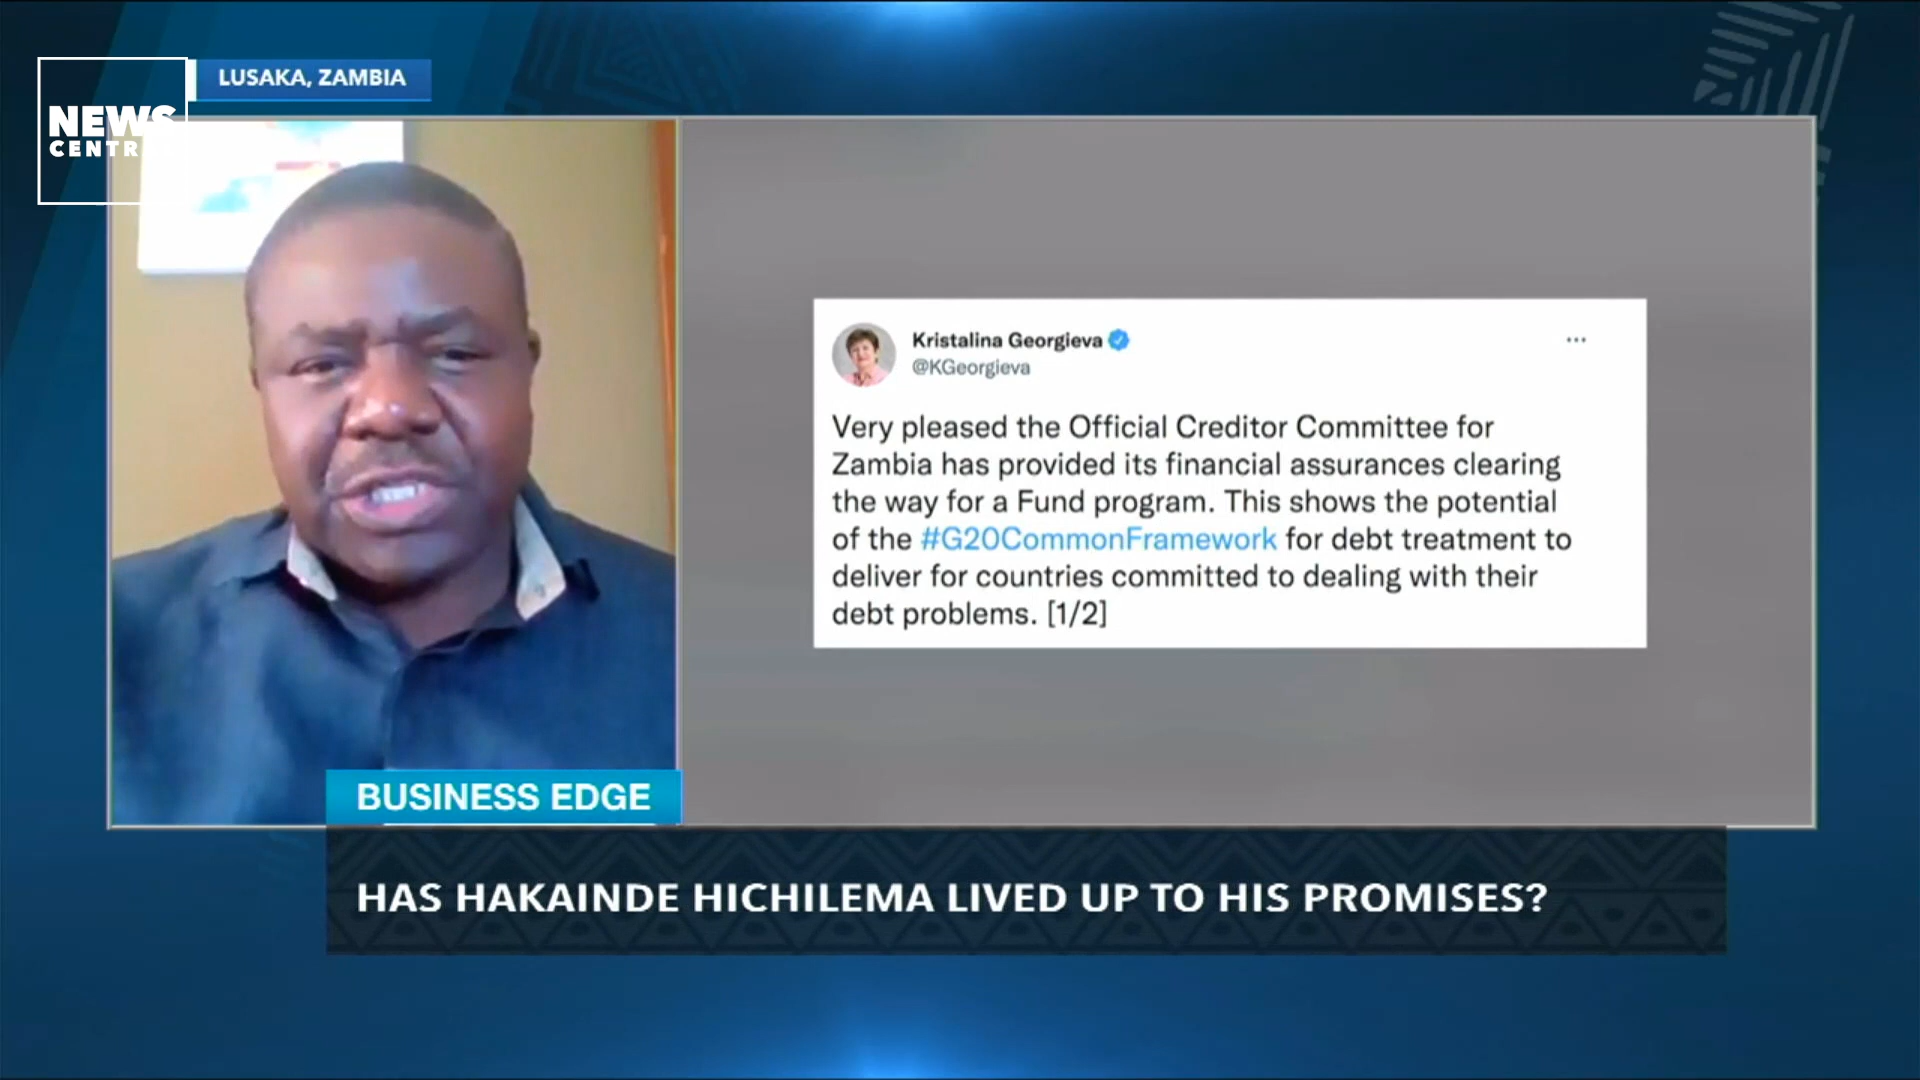 LUSAKA, ZAMBIA
NEWS
CENTR
Kristalina Georgieva
@KGeorgieva
Very pleased the Official Creditor Committee for
Zambia has provided its financial assurances clearing
the way for a Fund program. This shows the potential
of the #G20CommonFramework for debt treatment to
deliver for countries committed to dealing with their
debt problems. [1/2]
BUSINESS EDGE
HAS HAKAINDE HICHILEMA LIVED UP TO HIS PROMISES?